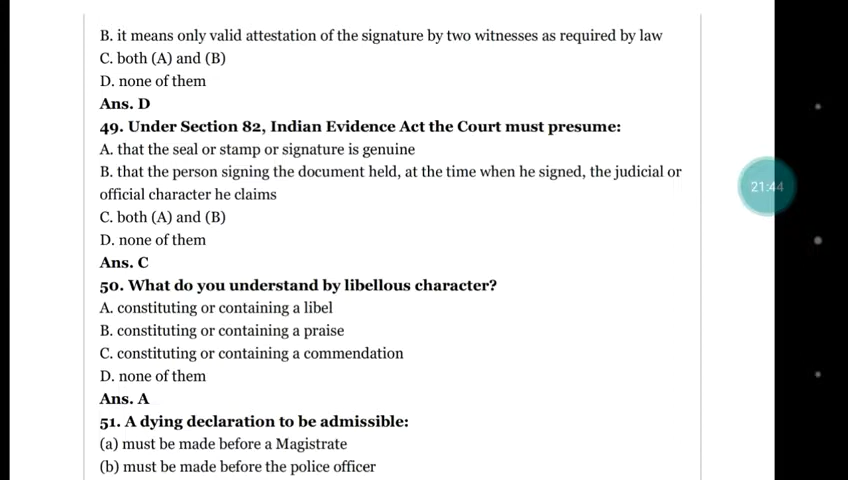 B. it means only valid attestation of the signature by two witnesses as required by law
C. both (A) and (B)
D. none of them
Ans. D
49. Under Section 82, Indian Evidence Act the Court must presume:
A. that the seal or stamp or signature is genuine
B. that the person signing the document held, at the time when he signed, the judicial or
official character he claims
C. both (A) and (B)
D. none of them
Ans. C
50. What do you understand by libellous character?
A. constituting or containing a libel
B. constituting or containing a praise
C. constituting or containing a commendation
D. none of them
Ans. A
51. A dying declaration to be admissible:
(a) must be made before a Magistrate
(b) must be made before the police officer
21:44